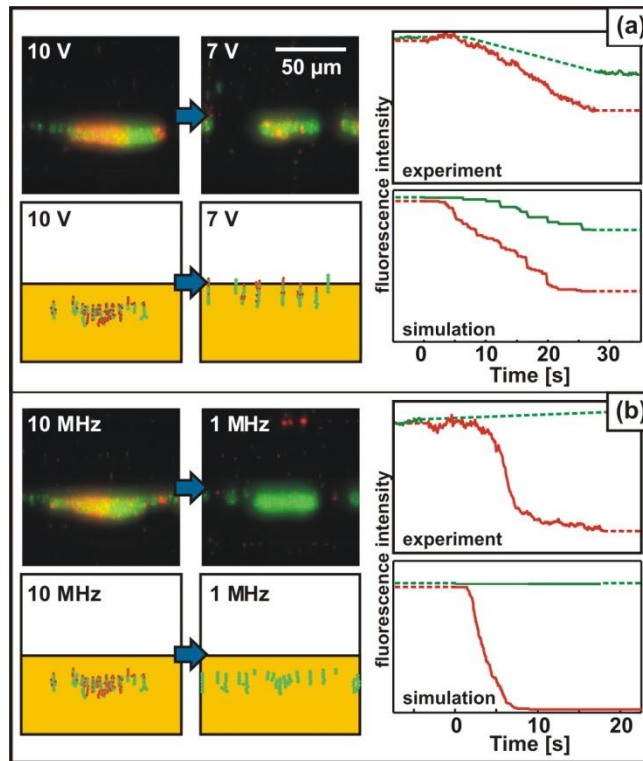 (a)
10 V
7 V
50 µm
10 V
7 V
fluorescence intensity
experiment
simulation
0
10
20
30
Time [s]
(b)
10 MHz
1 MHz
10 MHz
1 MHz
fluorescence intensity
experiment
simulation
0
10
20
Time [s]